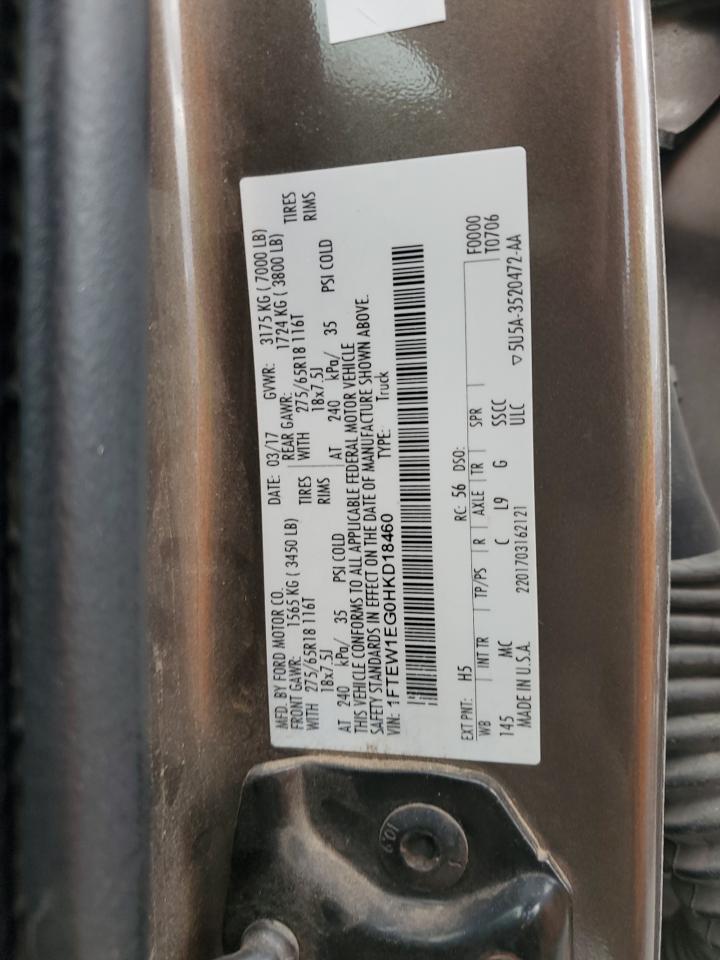 MFD. BY FORD MOTOR CO. DATE: 03/17 GVWR: 3175 KG ( 7000 LB)
FRONT GAWR: 1565 KG ( 3450 LB) REAR GAWR: 1724 KG ( 3800 LB)
WITH 275/65R18 116T TIRES WITH 275/65R18 116T TIRES
18x7.5J RIMS 18x7.5J RIMS
AT 240 kPa/ 35 PSI COLD AT 240 kPa/ 35 PSI COLD
THIS VEHICLE CONFORMS TO ALL APPLICABLE FEDERAL MOTOR VEHICLE
SAFETY STANDARDS IN EFFECT ON THE DATE OF MANUFACTURE SHOWN ABOVE.
VIN: 1FTEW1EG0HKD18460 TYPE: Truck
EXT PNT: H5 RC: 56 DSO: F0000
WB INT TR TP/PS R AXLE TR SPR T0706
145 MC C L9 G SSCC
MADE IN U.S.A. 2201703162121 ULC ▽5U5A-3520472-AA
10.9